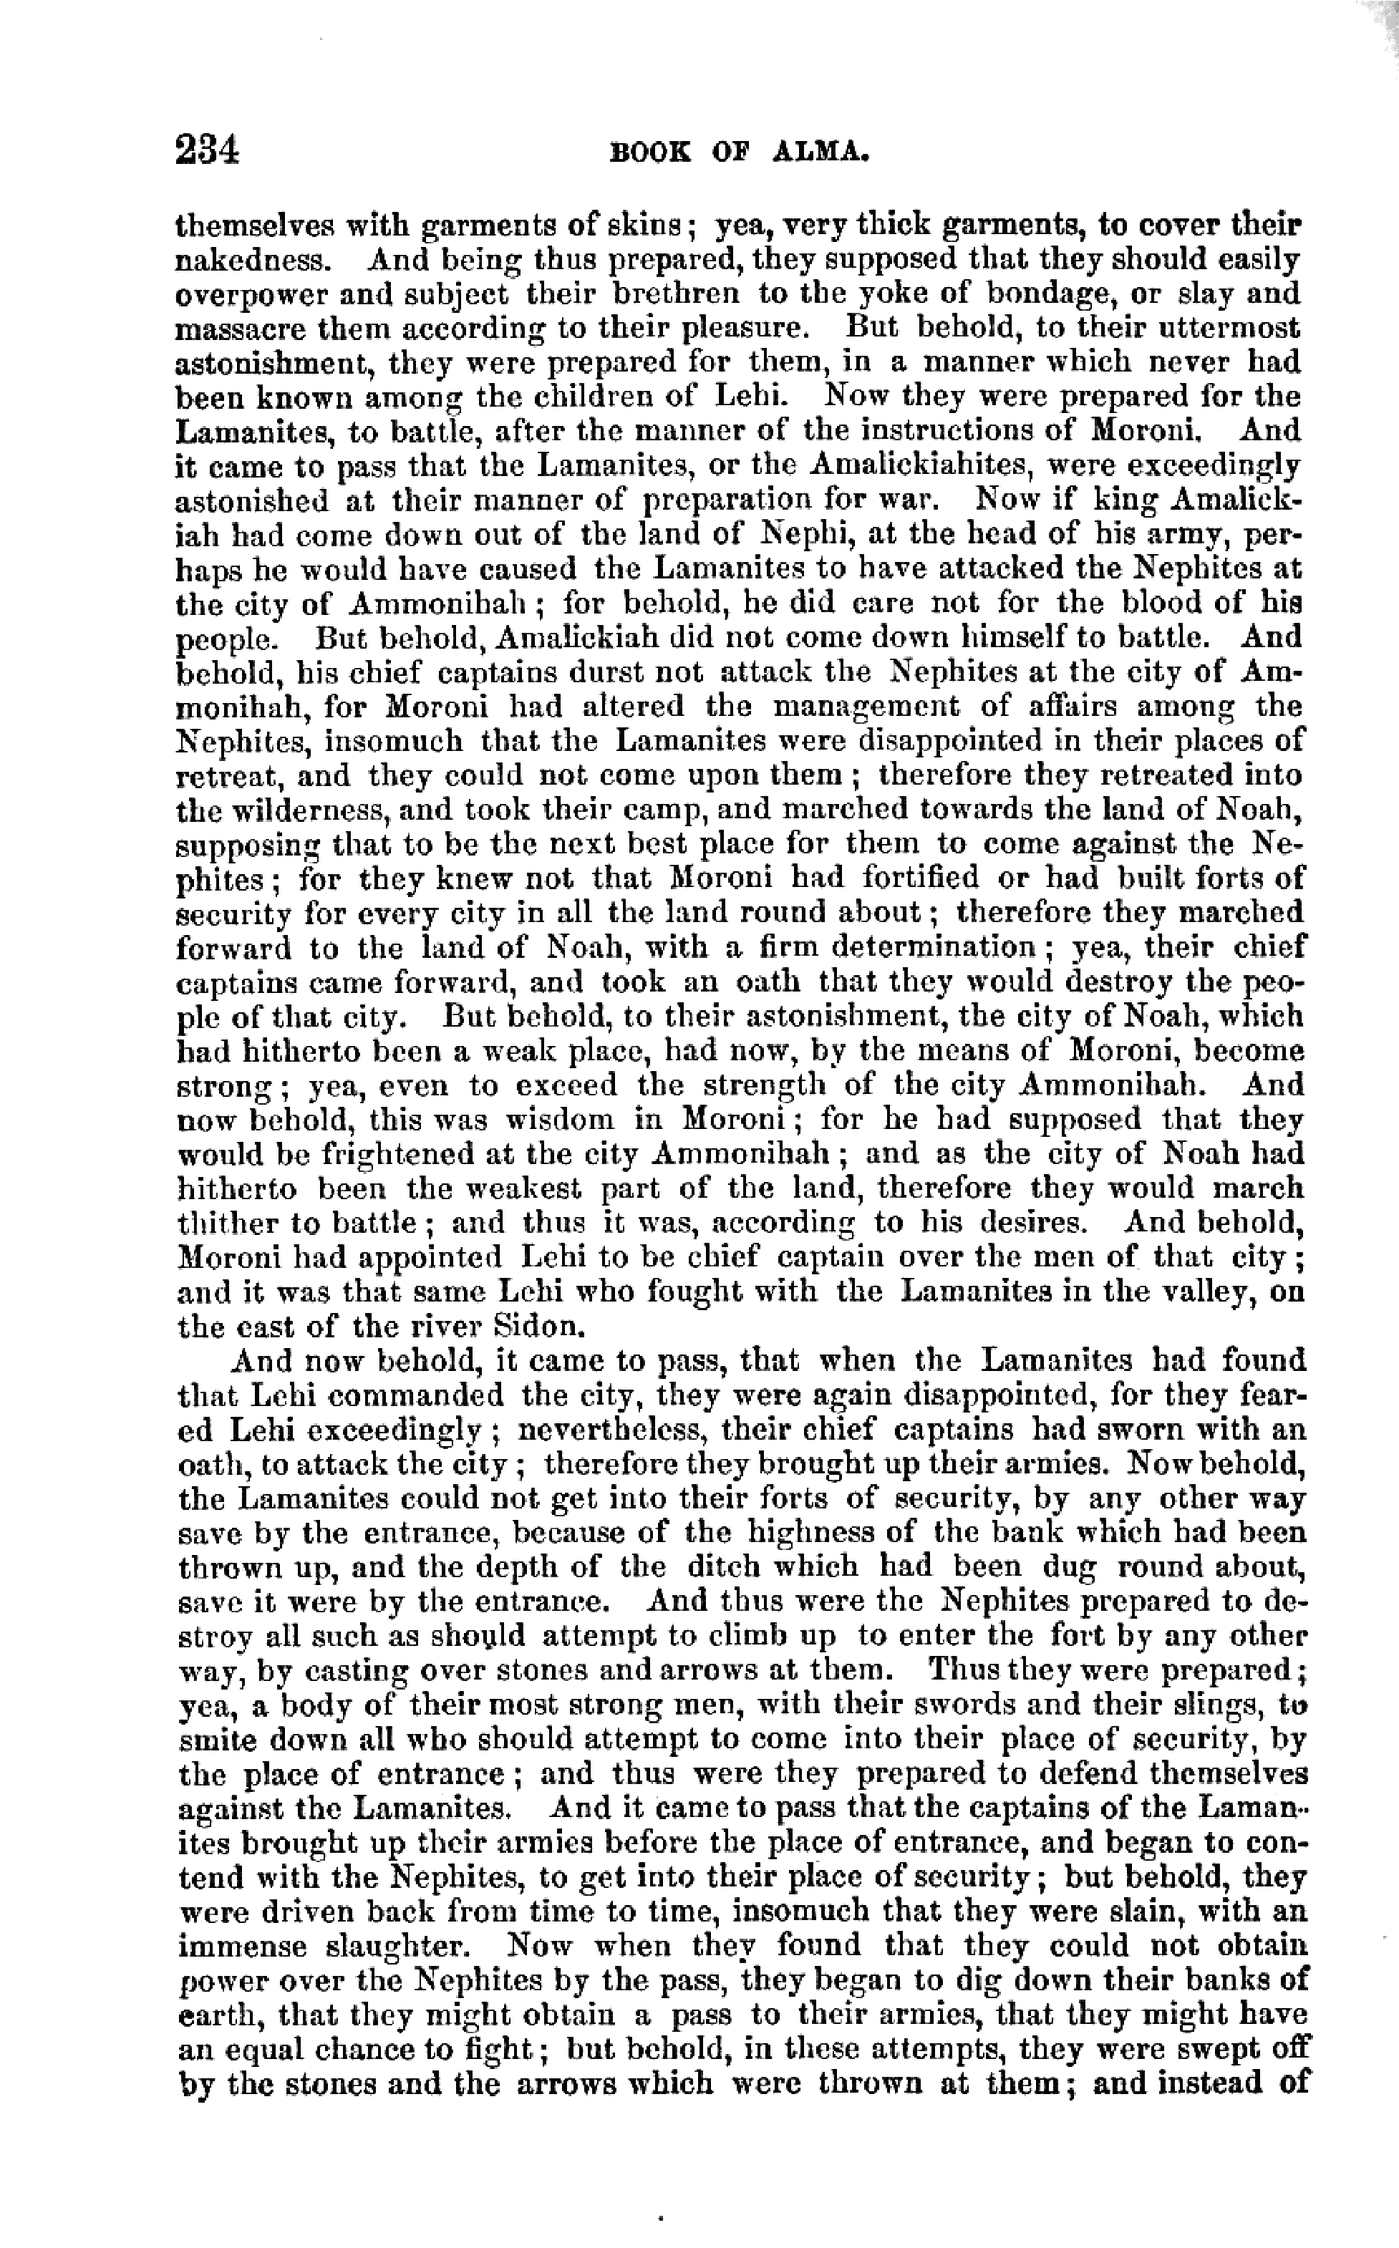 234 BOOK OF ALMA.
themselves with garments of skins; yea, very thick garments, to cover their
nakedness. And being thus prepared, they supposed that they should easily
overpower and subject their brethren to the yoke of bondage, or slay and
massacre them according to their pleasure. But behold, to their uttermost
astonishment, they were prepared for them, in a manner which never had
been known among the children of Lehi. Now they were prepared for the
Lamanites, to battle, after the manner of the instructions of Moroni. And
it came to pass that the Lamanites, or the Amalickiahites, were exceedingly
astonished at their manner of preparation for war. Now if king Amalick-
iah had come down out of the land of Nephi, at the head of his army, per-
haps he would have caused the Lamanites to have attacked the Nephites at
the city of Ammonihah; for behold, he did care not for the blood of his
people. But behold, Amalickiah did not come down himself to battle. And
behold, his chief captains durst not attack the Nephites at the city of Am-
monihah, for Moroni had altered the management of affairs among the
Nephites, insomuch that the Lamanites were disappointed in their places of
retreat, and they could not come upon them; therefore they retreated into
the wilderness, and took their camp, and marched towards the land of Noah,
supposing that to be the next best place for them to come against the Ne-
phites; for they knew not that Moroni had fortified or had built forts of
security for every city in all the land round about; therefore they marched
forward to the land of Noah, with a firm determination; yea, their chief
captains came forward, and took an oath that they would destroy the peo-
ple of that city. But behold, to their astonishment, the city of Noah, which
had hitherto been a weak place, had now, by the means of Moroni, become
strong; yea, even to exceed the strength of the city Ammonihah. And
now behold, this was wisdom in Moroni; for he had supposed that they
would be frightened at the city Ammonihah; and as the city of Noah had
hitherto been the weakest part of the land, therefore they would march
thither to battle; and thus it was, according to his desires. And behold,
Moroni had appointed Lehi to be chief captain over the men of that city;
and it was that same Lehi who fought with the Lamanites in the valley, on
the east of the river Sidon.
And now behold, it came to pass, that when the Lamanites had found
that Lehi commanded the city, they were again disappointed, for they fear-
ed Lehi exceedingly; nevertheless, their chief captains had sworn with an
oath, to attack the city; therefore they brought up their armies. Now behold,
the Lamanites could not get into their forts of security, by any other way
save by the entrance, because of the highness of the bank which had been
thrown up, and the depth of the ditch which had been dug round about,
save it were by the entrance. And thus were the Nephites prepared to de-
stroy all such as should attempt to climb up to enter the fort by any other
way, by casting over stones and arrows at them. Thus they were prepared;
yea, a body of their most strong men, with their swords and their slings, to
smite down all who should attempt to come into their place of security, by
the place of entrance; and thus were they prepared to defend themselves
against the Lamanites. And it came to pass that the captains of the Laman-
ites brought up their armies before the place of entrance, and began to con-
tend with the Nephites, to get into their place of security; but behold, they
were driven back from time to time, insomuch that they were slain, with an
immense slaughter. Now when they found that they could not obtain
power over the Nephites by the pass, they began to dig down their banks of
earth, that they might obtain a pass to their armies, that they might have
an equal chance to fight; but behold, in these attempts, they were swept off
by the stones and the arrows which were thrown at them; and instead of